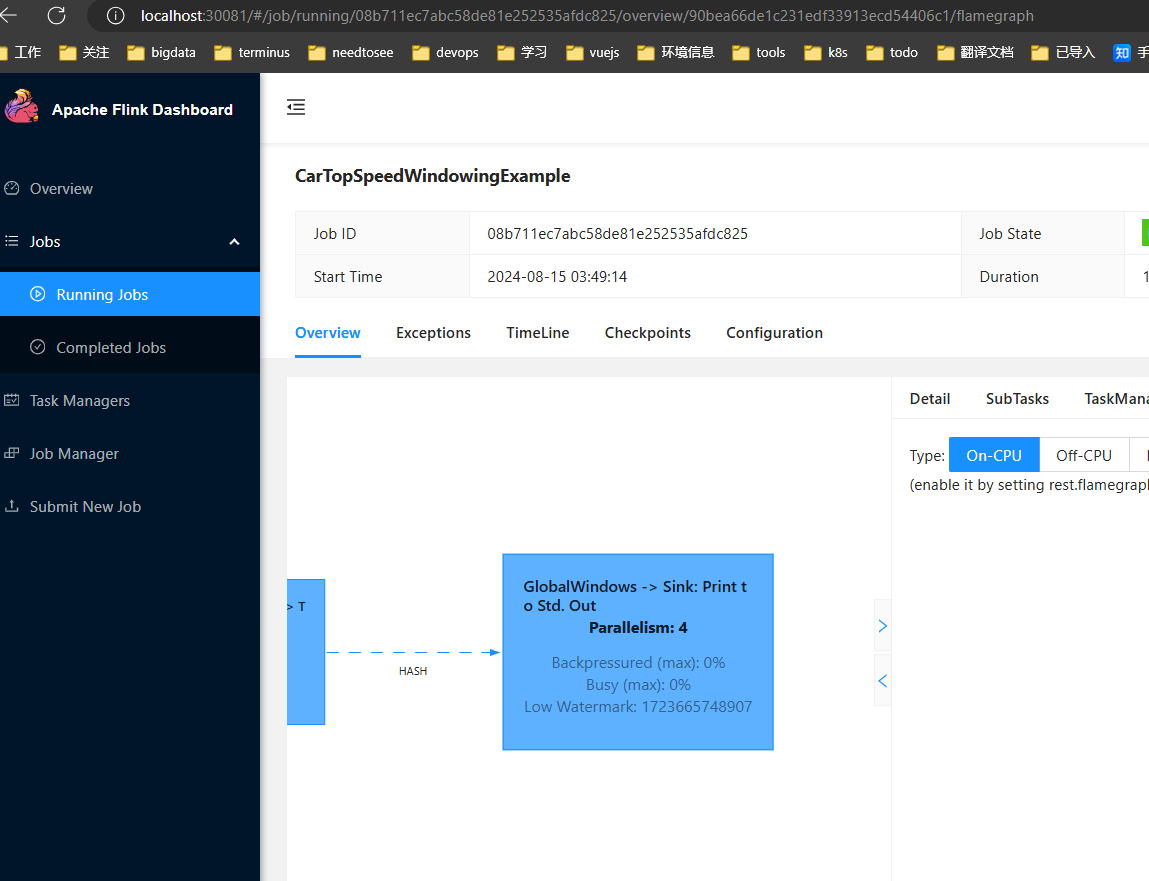 localhost:30081/#/job/running/08b711ec7abc58de81e252535afdc825/overview/90bea66de1c231edf33913ecd54406c1/flamegraph
工作 关注 bigdata terminus needtosee devops 学习 vuejs 环境信息 tools k8s todo 翻译文档 已导入 知 手
Apache Flink Dashboard
Overview
Jobs
Running Jobs
Completed Jobs
Task Managers
Job Manager
Submit New Job
CarTopSpeedWindowingExample
Job ID 08b711ec7abc58de81e252535afdc825 Job State
Start Time 2024-08-15 03:49:14 Duration 1
Overview Exceptions TimeLine Checkpoints Configuration
Detail SubTasks TaskMana
Type: On-CPU Off-CPU
(enable it by setting rest.flamegraph
> T
HASH
GlobalWindows -> Sink: Print t
o Std. Out
Parallelism: 4
Backpressured (max): 0%
Busy (max): 0%
Low Watermark: 1723665748907